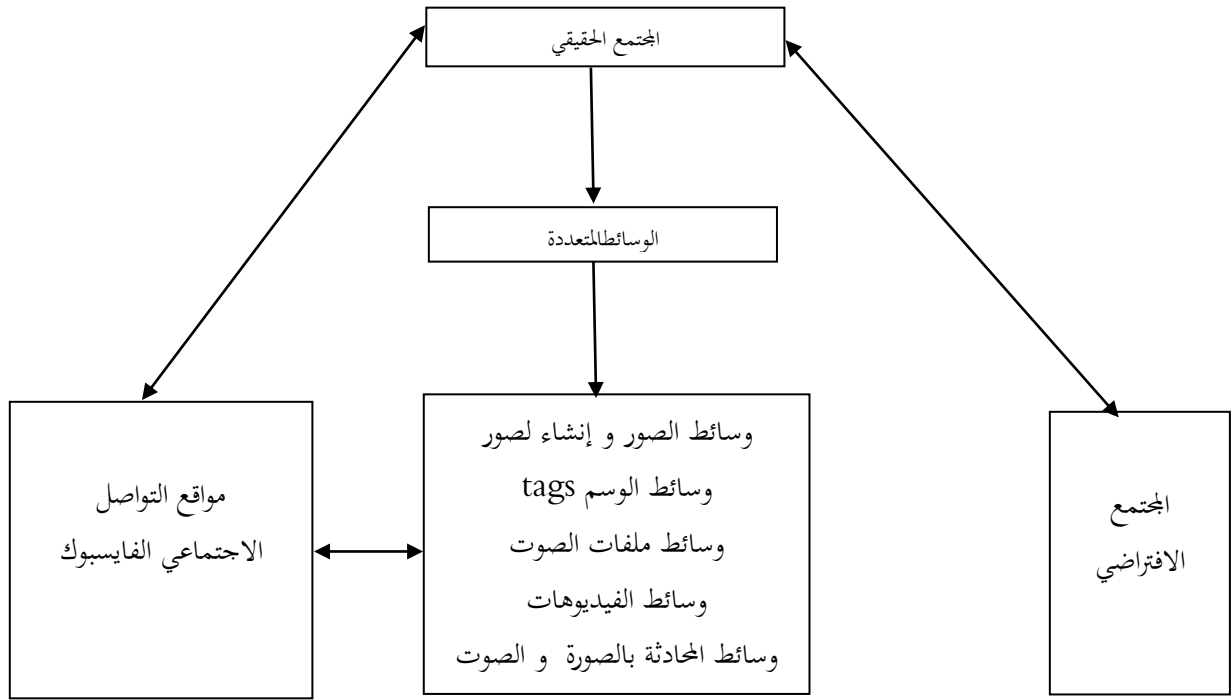 المجتمع الحقيقي
الوسائطالمتعددة
المجتمع
الافتراضي
وسائط الصور و إنشاء لصور
وسائط الوسم tags
وسائط ملفات الصوت
وسائط الفيديوهات
وسائط المحادثة بالصورة و الصوت
مواقع التواصل
الاجتماعي الفايسبوك